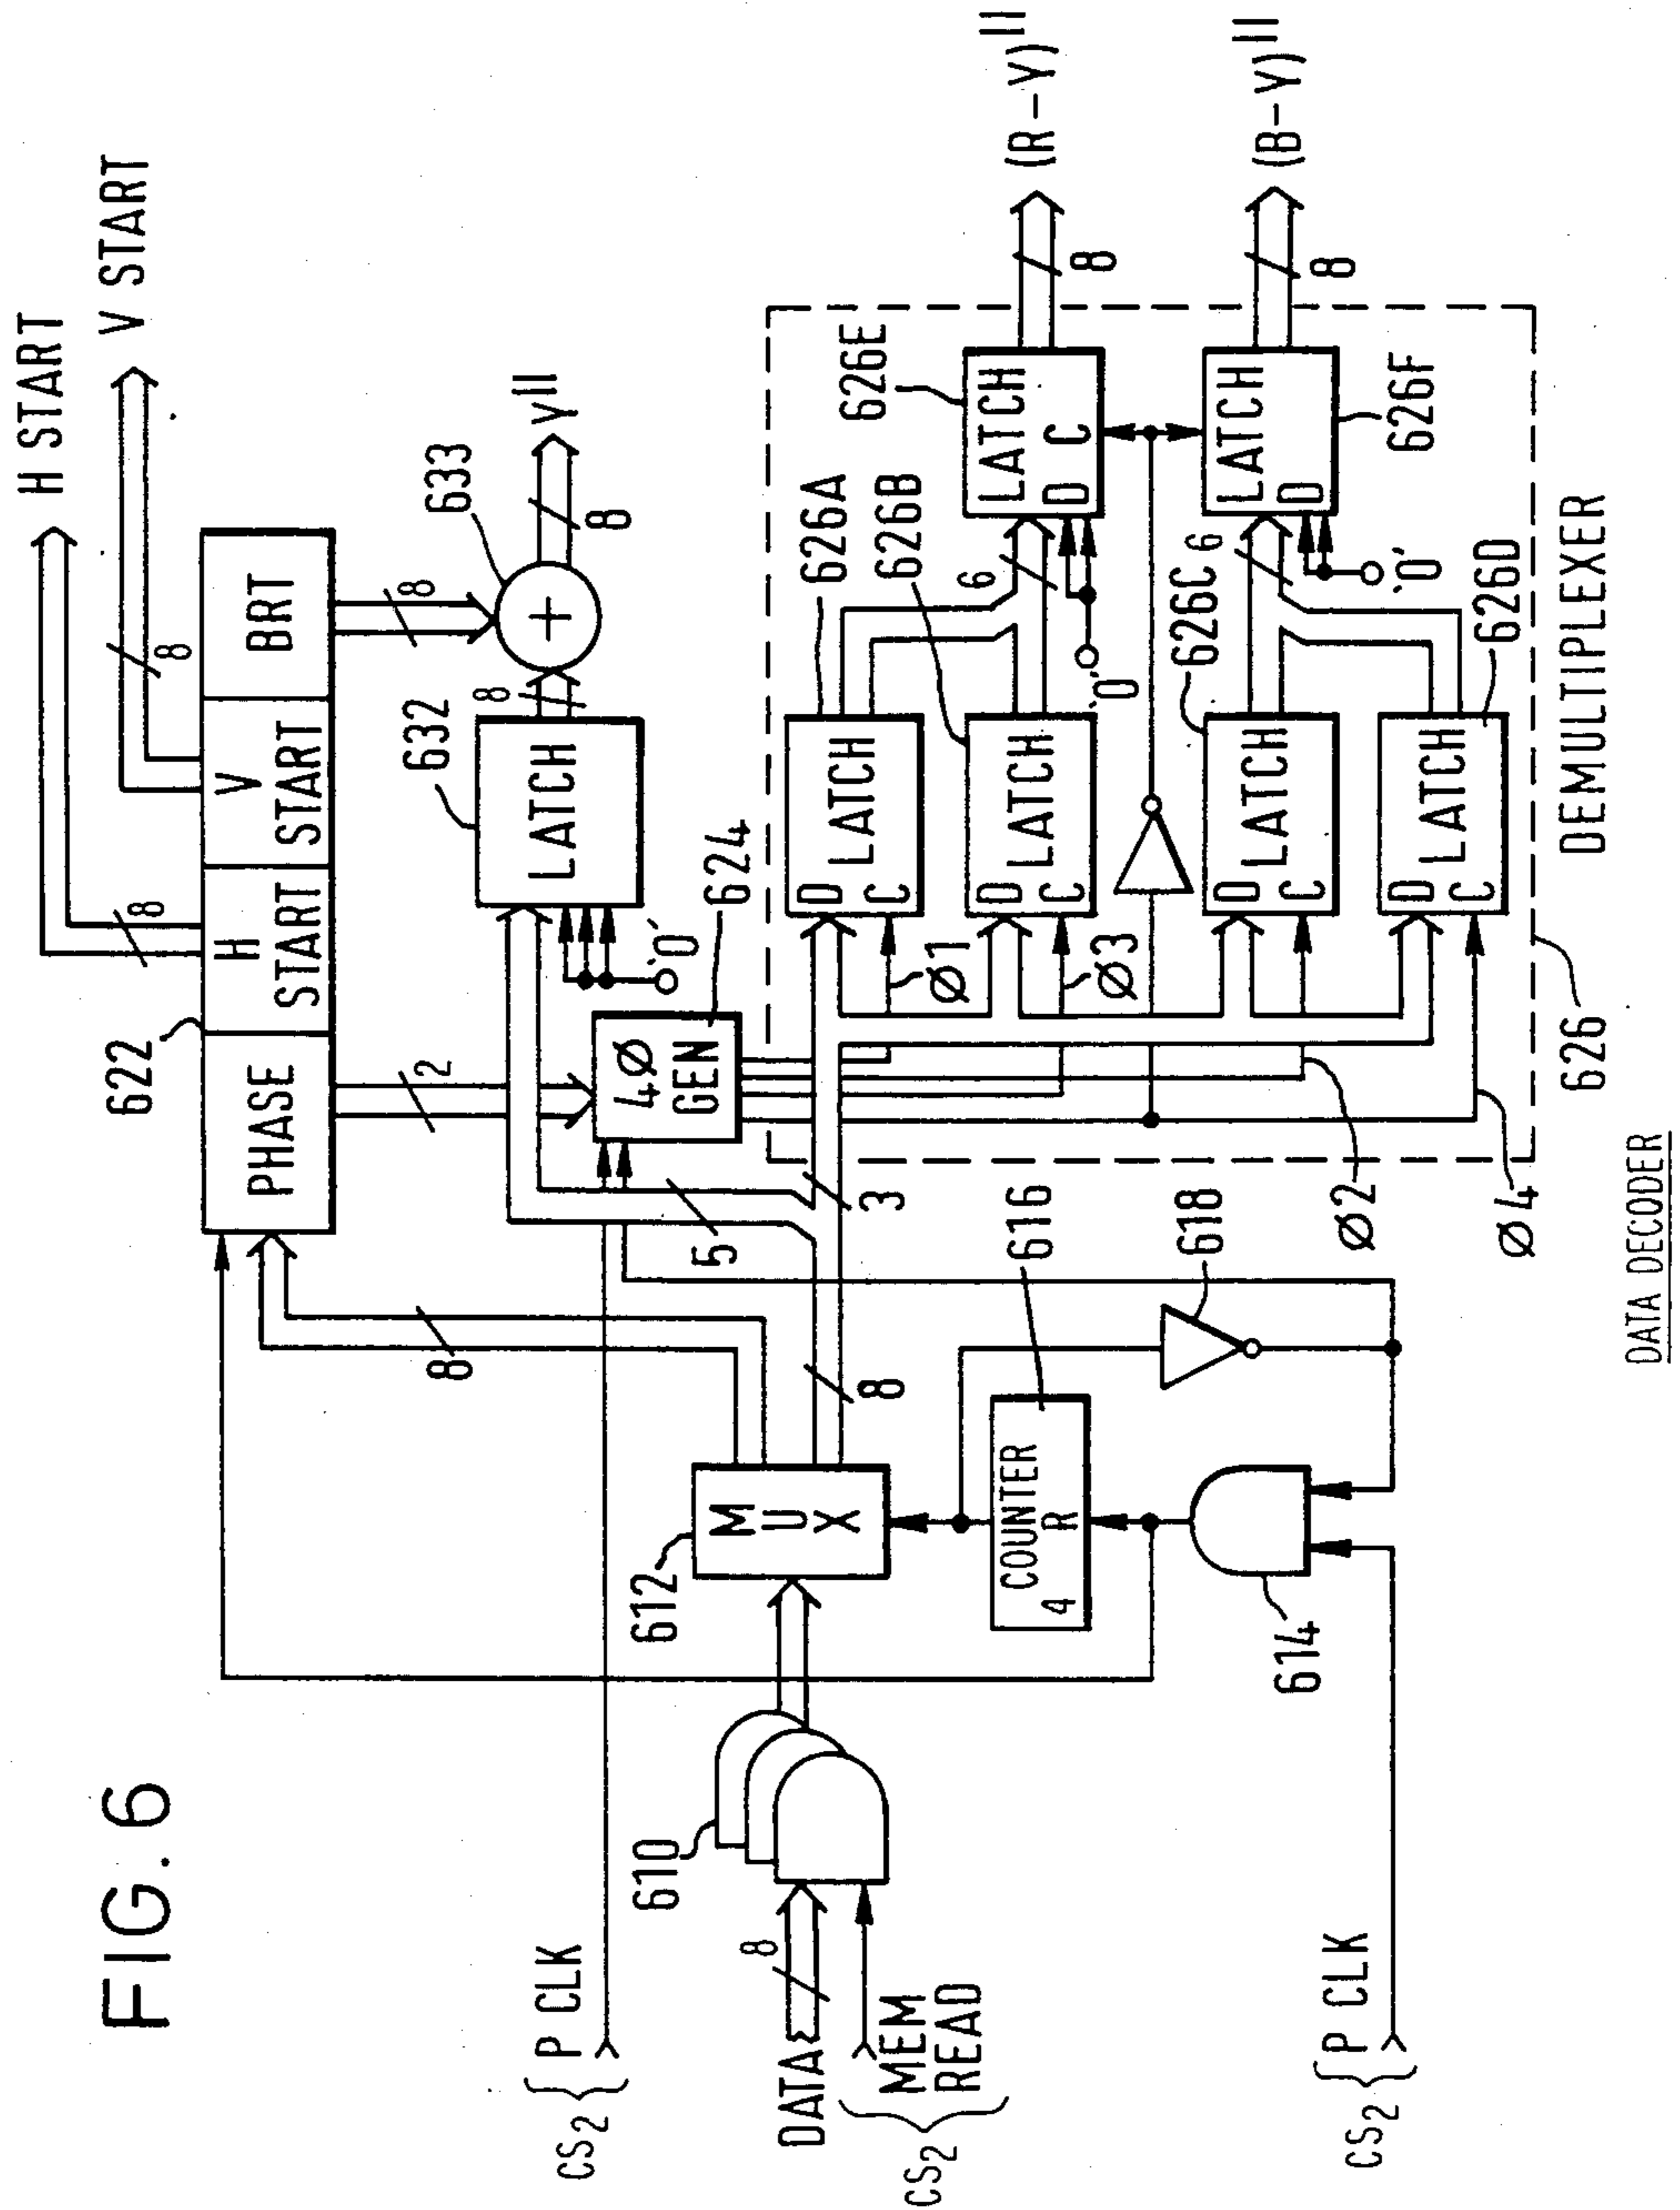 FIG. 6
H START
V START
622
PHASE
H START
V START
BRT
8
8
8
2
8
633
Y||
8
632
LATCH
8
'0'
624
4Ø GEN
5
3
8
CS2 { P CLK
610
DATA
8
MEM READ
CS2
612
MUX
616
COUNTER
4 R
618
614
CS2 { P CLK
626A
D LATCH
C
Ø1
626B
D LATCH
C
Ø3
6
'0'
626E
LATCH
D C
8
(R-Y)||
626C
D LATCH
C
Ø2
6
'0'
626D
D LATCH
C
Ø4
626F
LATCH
D
8
(B-Y)||
626
DEMULTIPLEXER
DATA DECODER